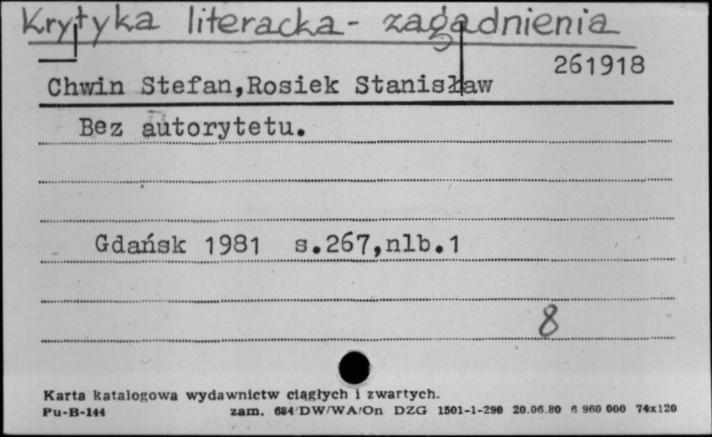 Krytyka literacka - zagadnienia
261918
Chwin Stefan,Rosiek Stanisław
Bez autorytetu.
Gdańsk 1981 s.267,nlb.1
8
Karta katalogowa wydawnictw ciągłych i zwartych.
Pu-B-144 zam. 684/DW/WA/On DZG 1501-1-290 20.06.80 6 960 000 74x120